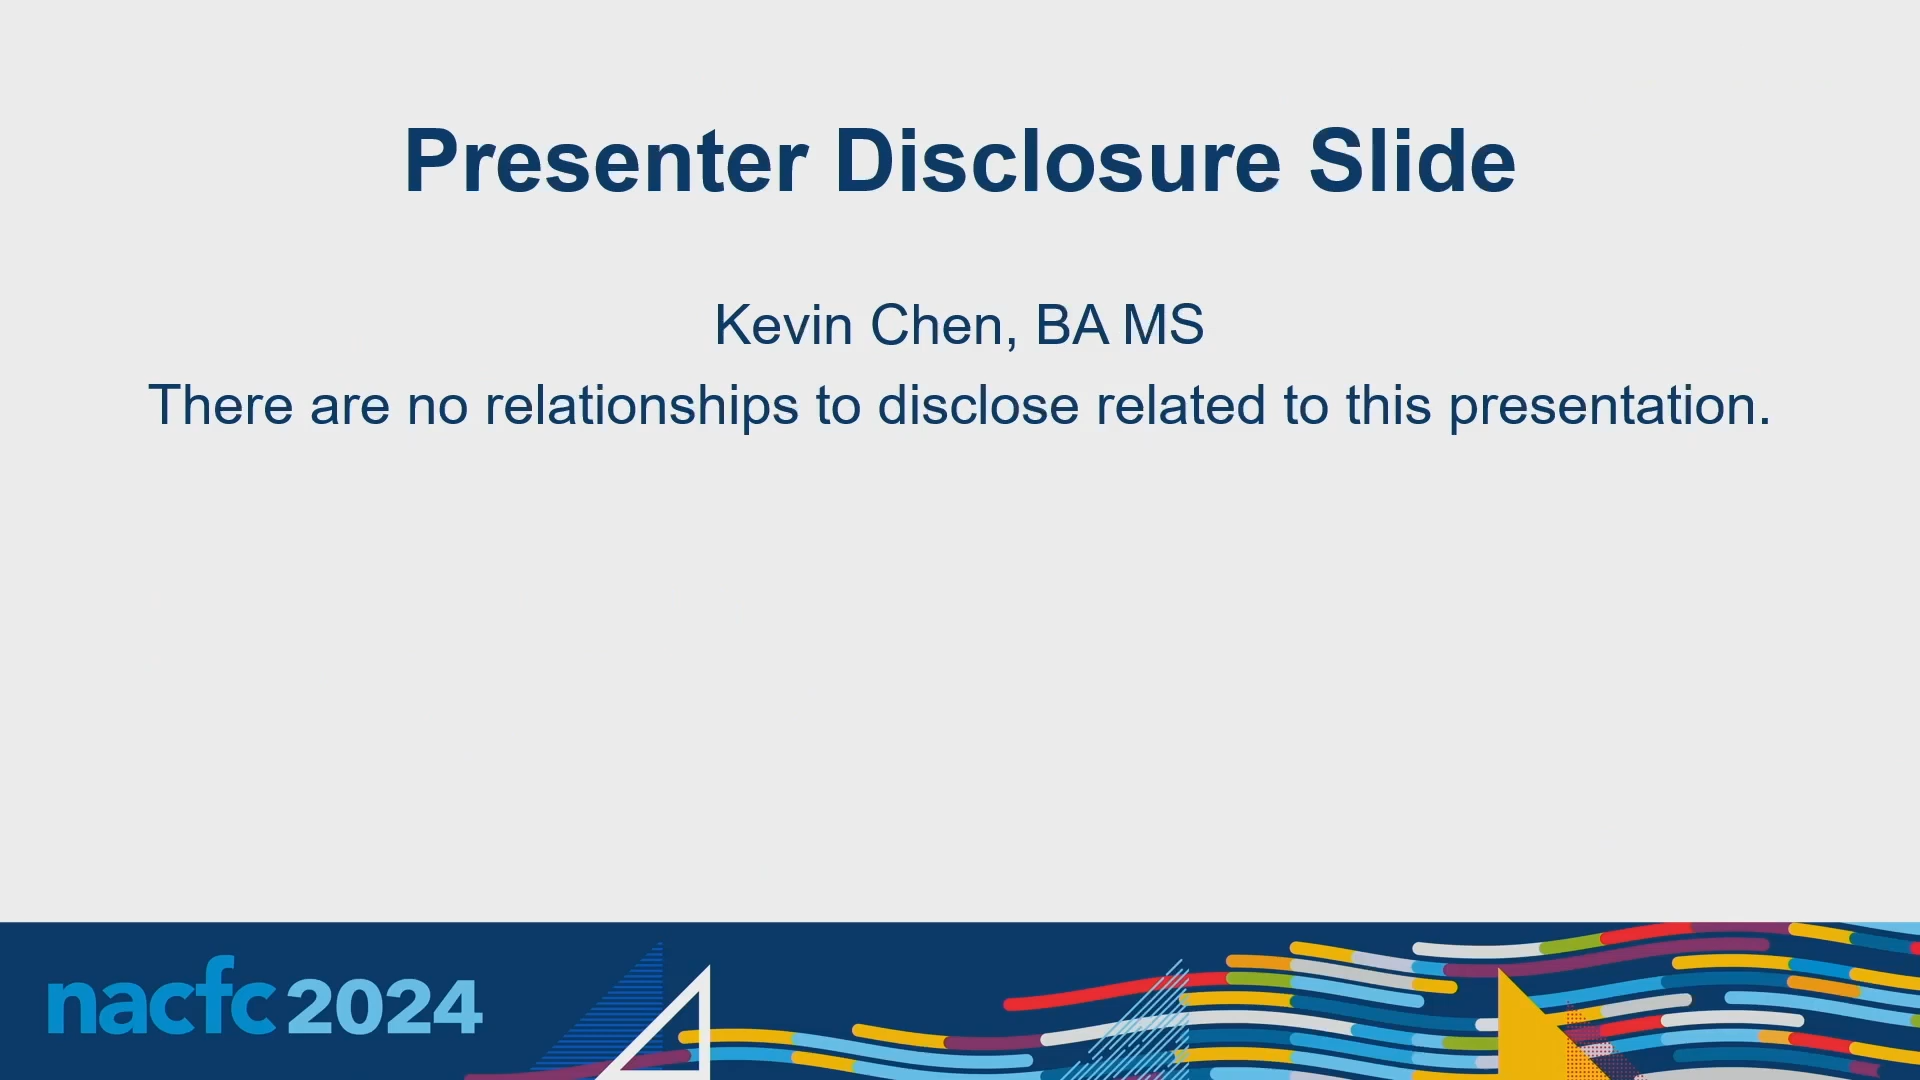 Presenter Disclosure Slide
Kevin Chen, BA MS
There are no relationships to disclose related to this presentation.
nacfc 2024